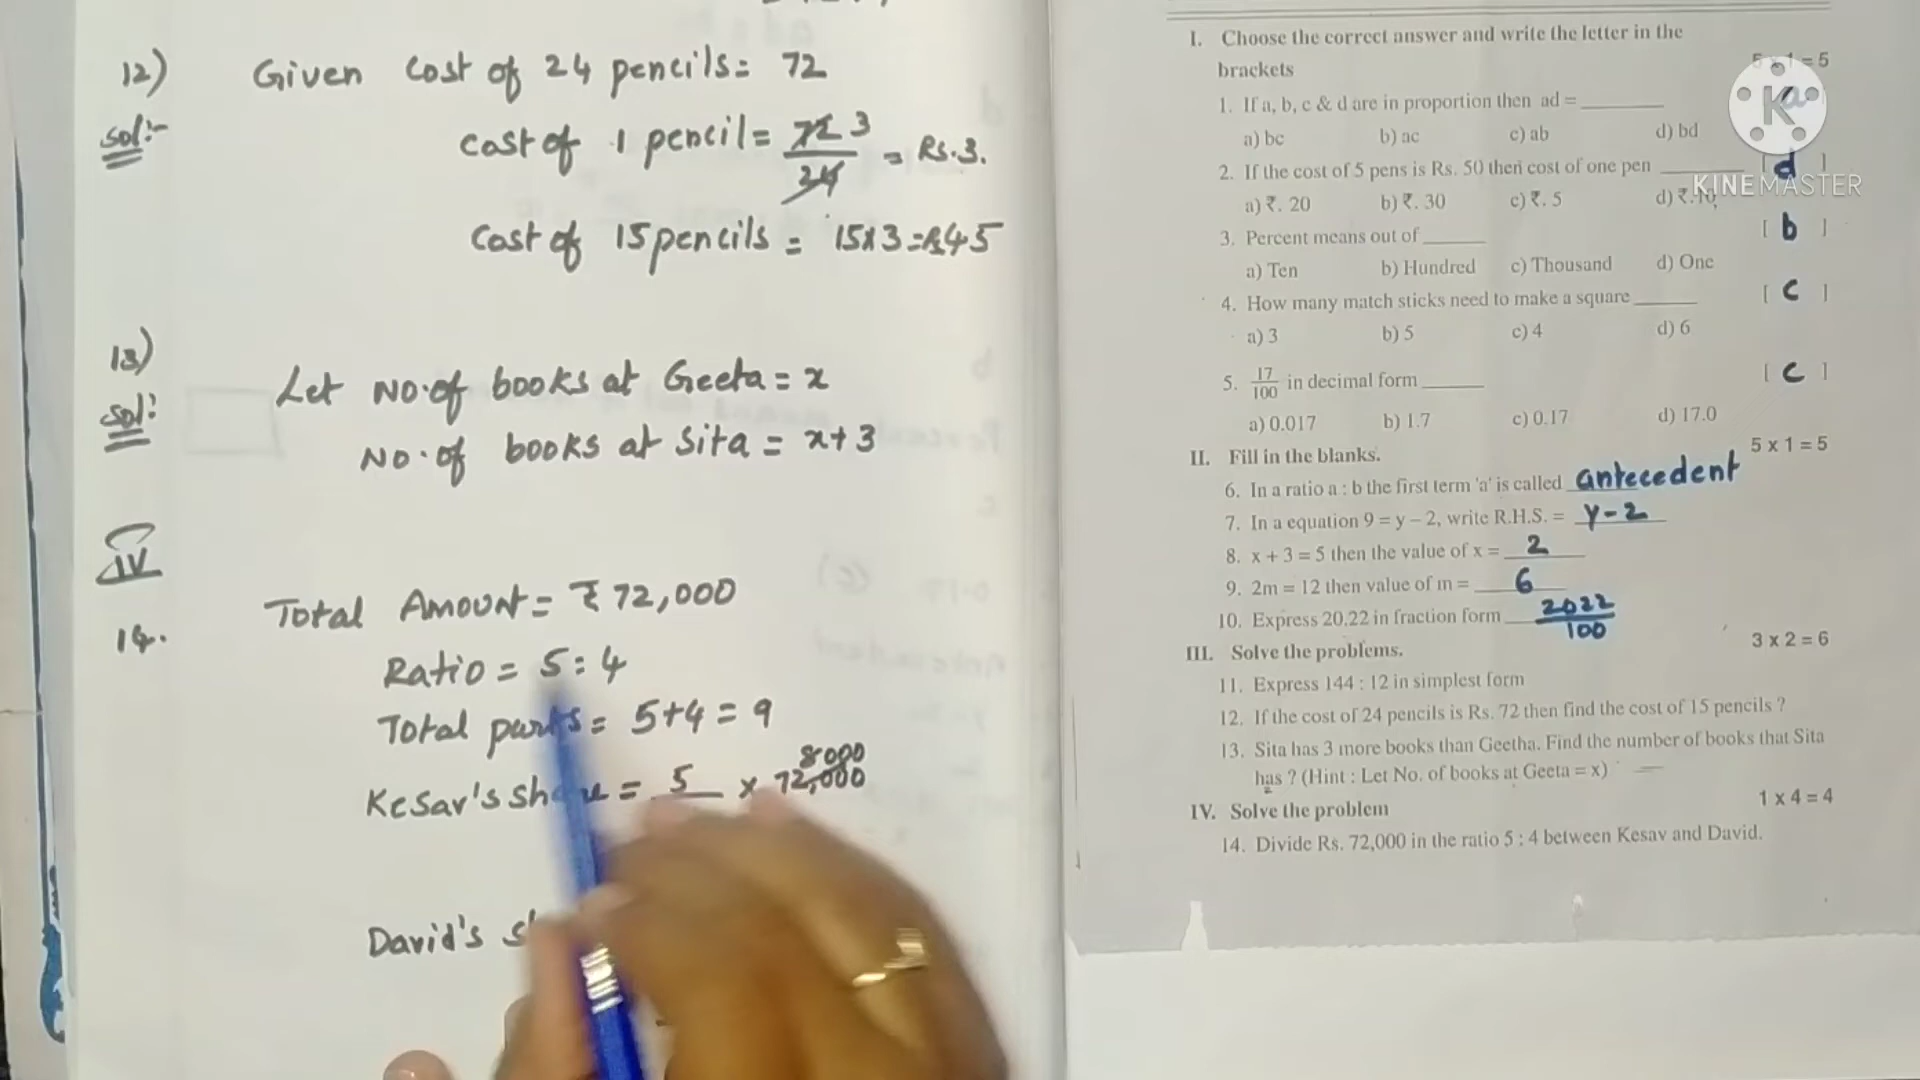 12) Given cost of 24 pencils = 72
Sol:- cost of 1 pencil = 72 3 / 24 = Rs.3.
cost of 15 pencils = 15x3 = Rs45
13) Let No. of books at Geeta = x
Sol: No. of books at Sita = x+3
IV
14. Total Amount = ₹ 72,000
Ratio = 5:4
Total parts = 5+4 = 9
Kesav's share = 5 x 72,000 8000
David's
I. Choose the correct answer and write the letter in the
brackets 5 x 1 = 5
1. If a, b, c & d are in proportion then ad = ______ a
a) bc b) ac c) ab d) bd
2. If the cost of 5 pens is Rs. 50 then cost of one pen ______ [ d ]
a) ₹. 20 b) ₹. 30 c) ₹. 5 d) ₹.10
3. Percent means out of ______ [ b ]
a) Ten b) Hundred c) Thousand d) One
4. How many match sticks need to make a square ______ [ c ]
a) 3 b) 5 c) 4 d) 6
5. 17/100 in decimal form ______ [ c ]
a) 0.017 b) 1.7 c) 0.17 d) 17.0
II. Fill in the blanks. 5 x 1 = 5
6. In a ratio a : b the first term 'a' is called antecedent
7. In a equation 9 = y – 2, write R.H.S. = y-2
8. x + 3 = 5 then the value of x = 2
9. 2m = 12 then value of m = 6
10. Express 20.22 in fraction form 2022/100
III. Solve the problems. 3 x 2 = 6
11. Express 144 : 12 in simplest form
12. If the cost of 24 pencils is Rs. 72 then find the cost of 15 pencils ?
13. Sita has 3 more books than Geetha. Find the number of books that Sita
has ? (Hint : Let No. of books at Geeta = x)
IV. Solve the problem 1 x 4 = 4
14. Divide Rs. 72,000 in the ratio 5 : 4 between Kesav and David.
K
KINEMASTER